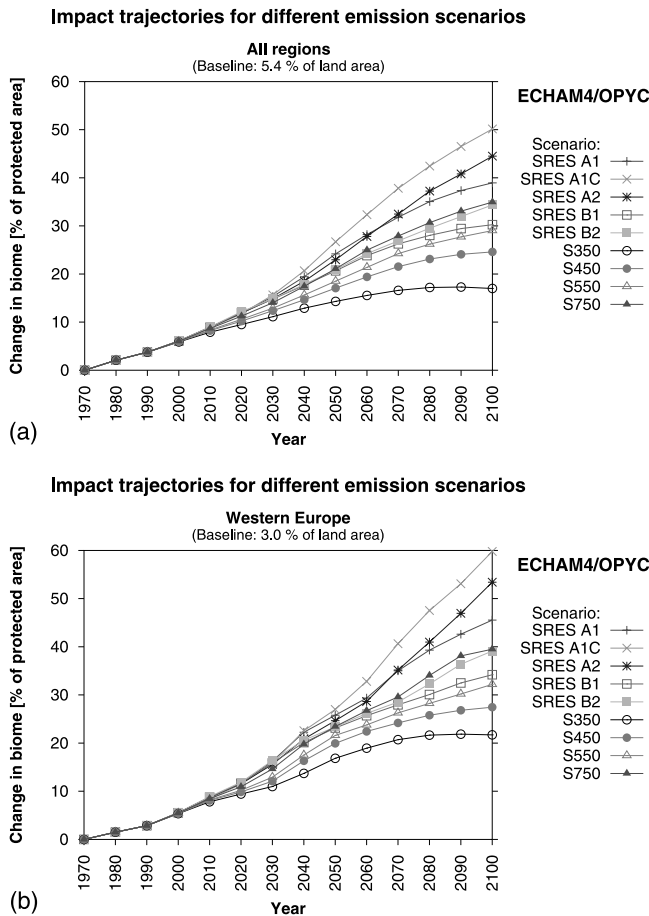 Impact trajectories for different emission scenarios
All regions
(Baseline: 5.4 % of land area)
Change in biome [% of protected area]
60
50
40
30
20
10
0
1970
1980
1990
2000
2010
2020
2030
2040
2050
2060
2070
2080
2090
2100
Year
(a)
ECHAM4/OPYC
Scenario:
SRES A1
SRES A1C
SRES A2
SRES B1
SRES B2
S350
S450
S550
S750
Impact trajectories for different emission scenarios
Western Europe
(Baseline: 3.0 % of land area)
Change in biome [% of protected area]
60
50
40
30
20
10
0
1970
1980
1990
2000
2010
2020
2030
2040
2050
2060
2070
2080
2090
2100
Year
(b)
ECHAM4/OPYC
Scenario:
SRES A1
SRES A1C
SRES A2
SRES B1
SRES B2
S350
S450
S550
S750